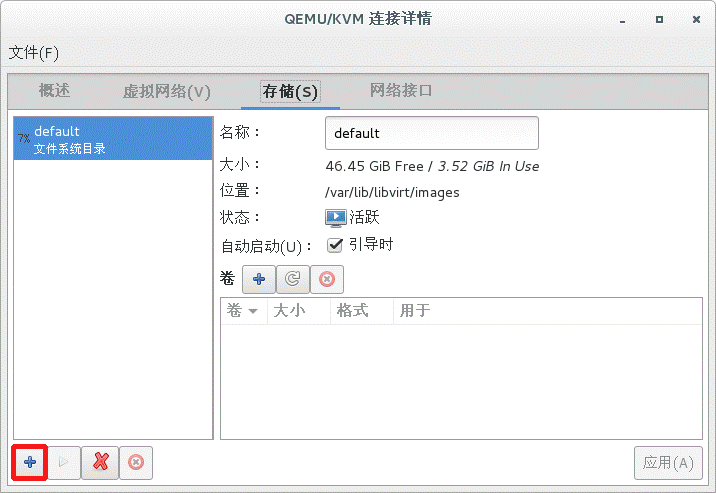 QEMU/KVM 连接详情
文件(F)
概述 虚拟网络(V) 存储(S) 网络接口
7% default
文件系统目录
名称： default
大小： 46.45 GiB Free / 3.52 GiB In Use
位置： /var/lib/libvirt/images
状态： 活跃
自动启动(U)： 引导时
卷
卷 大小 格式 用于
应用(A)